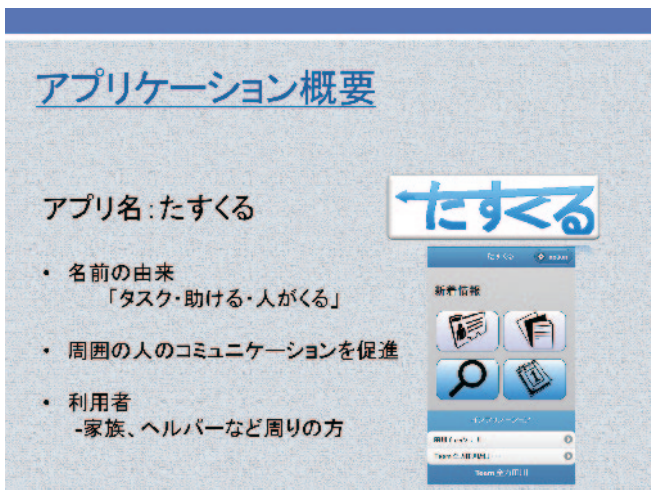 アプリケーション概要
アプリ名:たすくる
たすくる
・ 名前の由来
「タスク・助ける・人がくる」
・ 周囲の人のコミュニケーションを促進
・ 利用者
-家族、ヘルパーなど周りの方
たすくる
新着情報
1